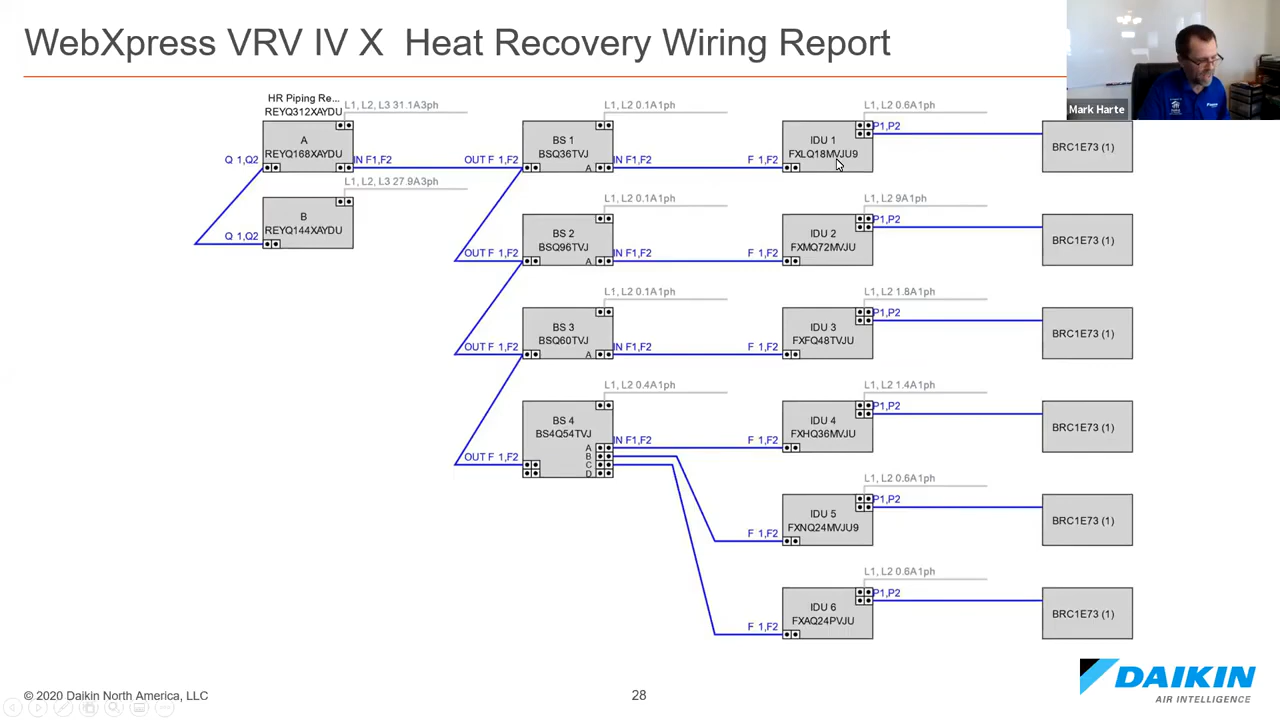 WebXpress VRV IV X Heat Recovery Wiring Report
Mark Harte
HR Piping Re...
REYQ312XAYDU
L1, L2, L3 31.1A3ph
A
REYQ168XAYDU
Q 1,Q2
IN F1,F2
L1, L2, L3 27.9A3ph
B
REYQ144XAYDU
Q 1,Q2
L1, L2 0.1A1ph
BS 1
BSQ36TVJ
OUT F 1,F2
A
IN F1,F2
L1, L2 0.6A1ph
IDU 1
FXLQ18MVJU9
F 1,F2
P1,P2
BRC1E73 (1)
L1, L2 0.1A1ph
BS 2
BSQ96TVJ
OUT F 1,F2
A
IN F1,F2
L1, L2 9A1ph
IDU 2
FXMQ72MVJU
F 1,F2
P1,P2
BRC1E73 (1)
L1, L2 0.1A1ph
BS 3
BSQ60TVJ
OUT F 1,F2
A
IN F1,F2
L1, L2 1.8A1ph
IDU 3
FXFQ48TVJU
F 1,F2
P1,P2
BRC1E73 (1)
L1, L2 0.4A1ph
BS 4
BS4Q54TVJ
OUT F 1,F2
A
B
C
D
IN F1,F2
L1, L2 1.4A1ph
IDU 4
FXHQ36MVJU
F 1,F2
P1,P2
BRC1E73 (1)
L1, L2 0.6A1ph
IDU 5
FXNQ24MVJU9
F 1,F2
P1,P2
BRC1E73 (1)
L1, L2 0.6A1ph
IDU 6
FXAQ24PVJU
F 1,F2
P1,P2
BRC1E73 (1)
© 2020 Daikin North America, LLC
28
DAIKIN
AIR INTELLIGENCE